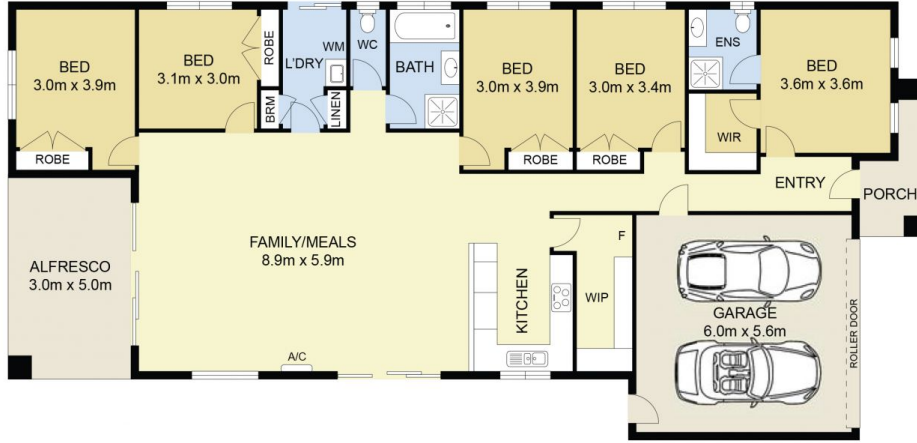 BED
3.0m x 3.9m
ROBE
BED
3.1m x 3.0m
ROBE
BRM
L'DRY
WM
LINEN
WC
BATH
BED
3.0m x 3.9m
ROBE
BED
3.0m x 3.4m
ROBE
ENS
WIR
BED
3.6m x 3.6m
ENTRY
PORCH
ALFRESCO
3.0m x 5.0m
FAMILY/MEALS
8.9m x 5.9m
A/C
KITCHEN
F
WIP
GARAGE
6.0m x 5.6m
ROLLER DOOR